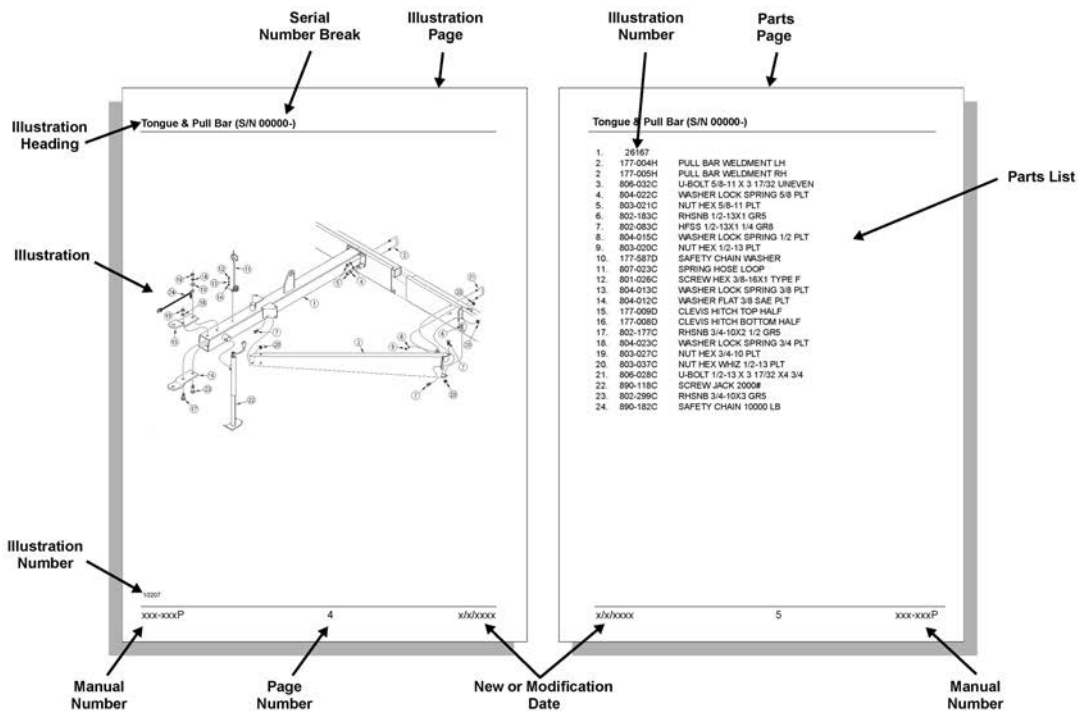 Serial
Number Break
Illustration
Page
Illustration
Number
Parts
Page
Illustration
Heading
Tongue & Pull Bar (S/N 00000-)
Tongue & Pull Bar (S/N 00000-)
1. 26167
2. 177-004H PULL BAR WELDMENT LH
2 177-005H PULL BAR WELDMENT RH
3. 806-032C U-BOLT 5/8-11 X 3 17/32 UNEVEN
4. 804-022C WASHER LOCK SPRING 5/8 PLT
5. 803-021C NUT HEX 5/8-11 PLT
6. 802-183C RHSNB 1/2-13X1 GR5
7. 802-083C HFSS 1/2-13X1 1/4 GR8
8. 804-015C WASHER LOCK SPRING 1/2 PLT
9. 803-020C NUT HEX 1/2-13 PLT
10. 177-587D SAFETY CHAIN WASHER
11. 807-023C SPRING HOSE LOOP
12. 801-026C SCREW HEX 3/8-16X1 TYPE F
13. 804-013C WASHER LOCK SPRING 3/8 PLT
14. 804-012C WASHER FLAT 3/8 SAE PLT
15. 177-009D CLEVIS HITCH TOP HALF
16. 177-008D CLEVIS HITCH BOTTOM HALF
17. 802-177C RHSNB 3/4-10X2 1/2 GR5
18. 804-023C WASHER LOCK SPRING 3/4 PLT
19. 803-027C NUT HEX 3/4-10 PLT
20. 803-037C NUT HEX WHIZ 1/2-13 PLT
21. 806-028C U-BOLT 1/2-13 X 3 17/32 X4 3/4
22. 890-118C SCREW JACK 2000#
23. 802-299C RHSNB 3/4-10X3 GR5
24. 890-182C SAFETY CHAIN 10000 LB
Parts List
Illustration
Illustration
Number
10207
xxx-xxxP 4 x/x/xxxx
x/x/xxxx 5 xxx-xxxP
Manual
Number
Page
Number
New or Modification
Date
Manual
Number